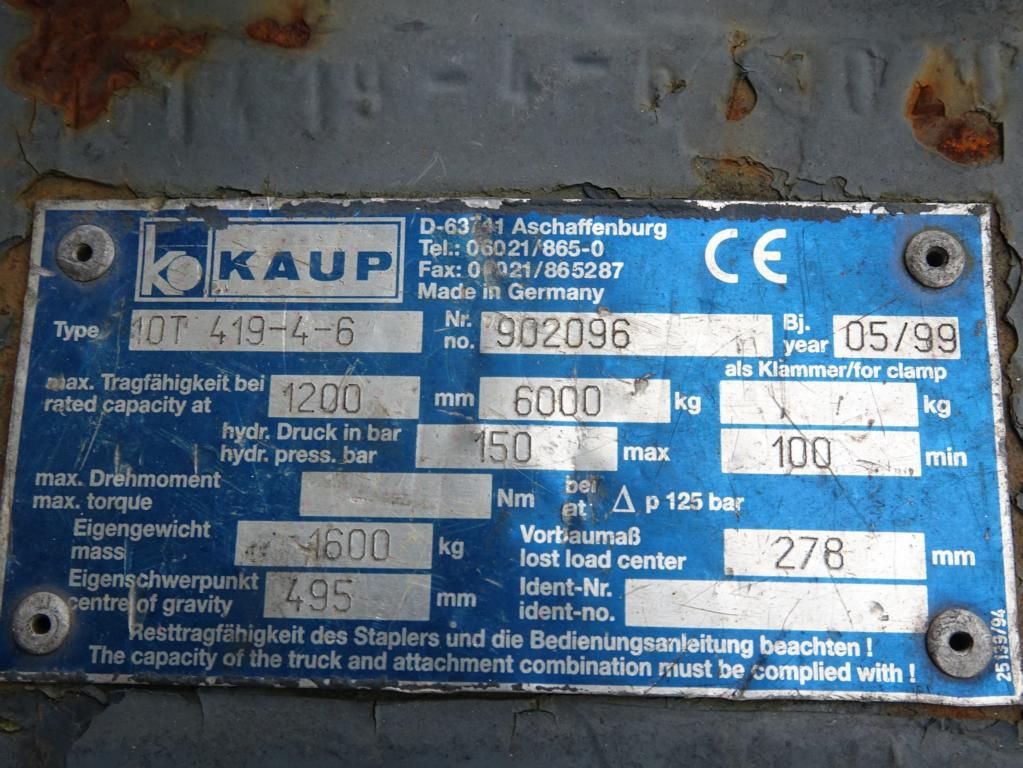 19-4-6
KAUP
D-63741 Aschaffenburg
Tel.: 06021/865-0
Fax: 06021/865287
Made in Germany
CE
Type 10T 419-4-6 Nr. no. 902096 Bj. year 05/99
als Klammer/for clamp
max. Tragfähigkeit bei
rated capacity at 1200 mm 6000 kg kg
hydr. Druck in bar
hydr. press. bar 150 max 100 min
max. Drehmoment
max. torque Nm bei at: Δ p 125 bar
Eigengewicht
mass 1600 kg
Vorbaumaß
lost load center 278 mm
Eigenschwerpunkt
centre of gravity 495 mm
Ident-Nr.
ident-no.
Resttragfähigkeit des Staplers und die Bedienungsanleitung beachten !
The capacity of the truck and attachment combination must be complied with !